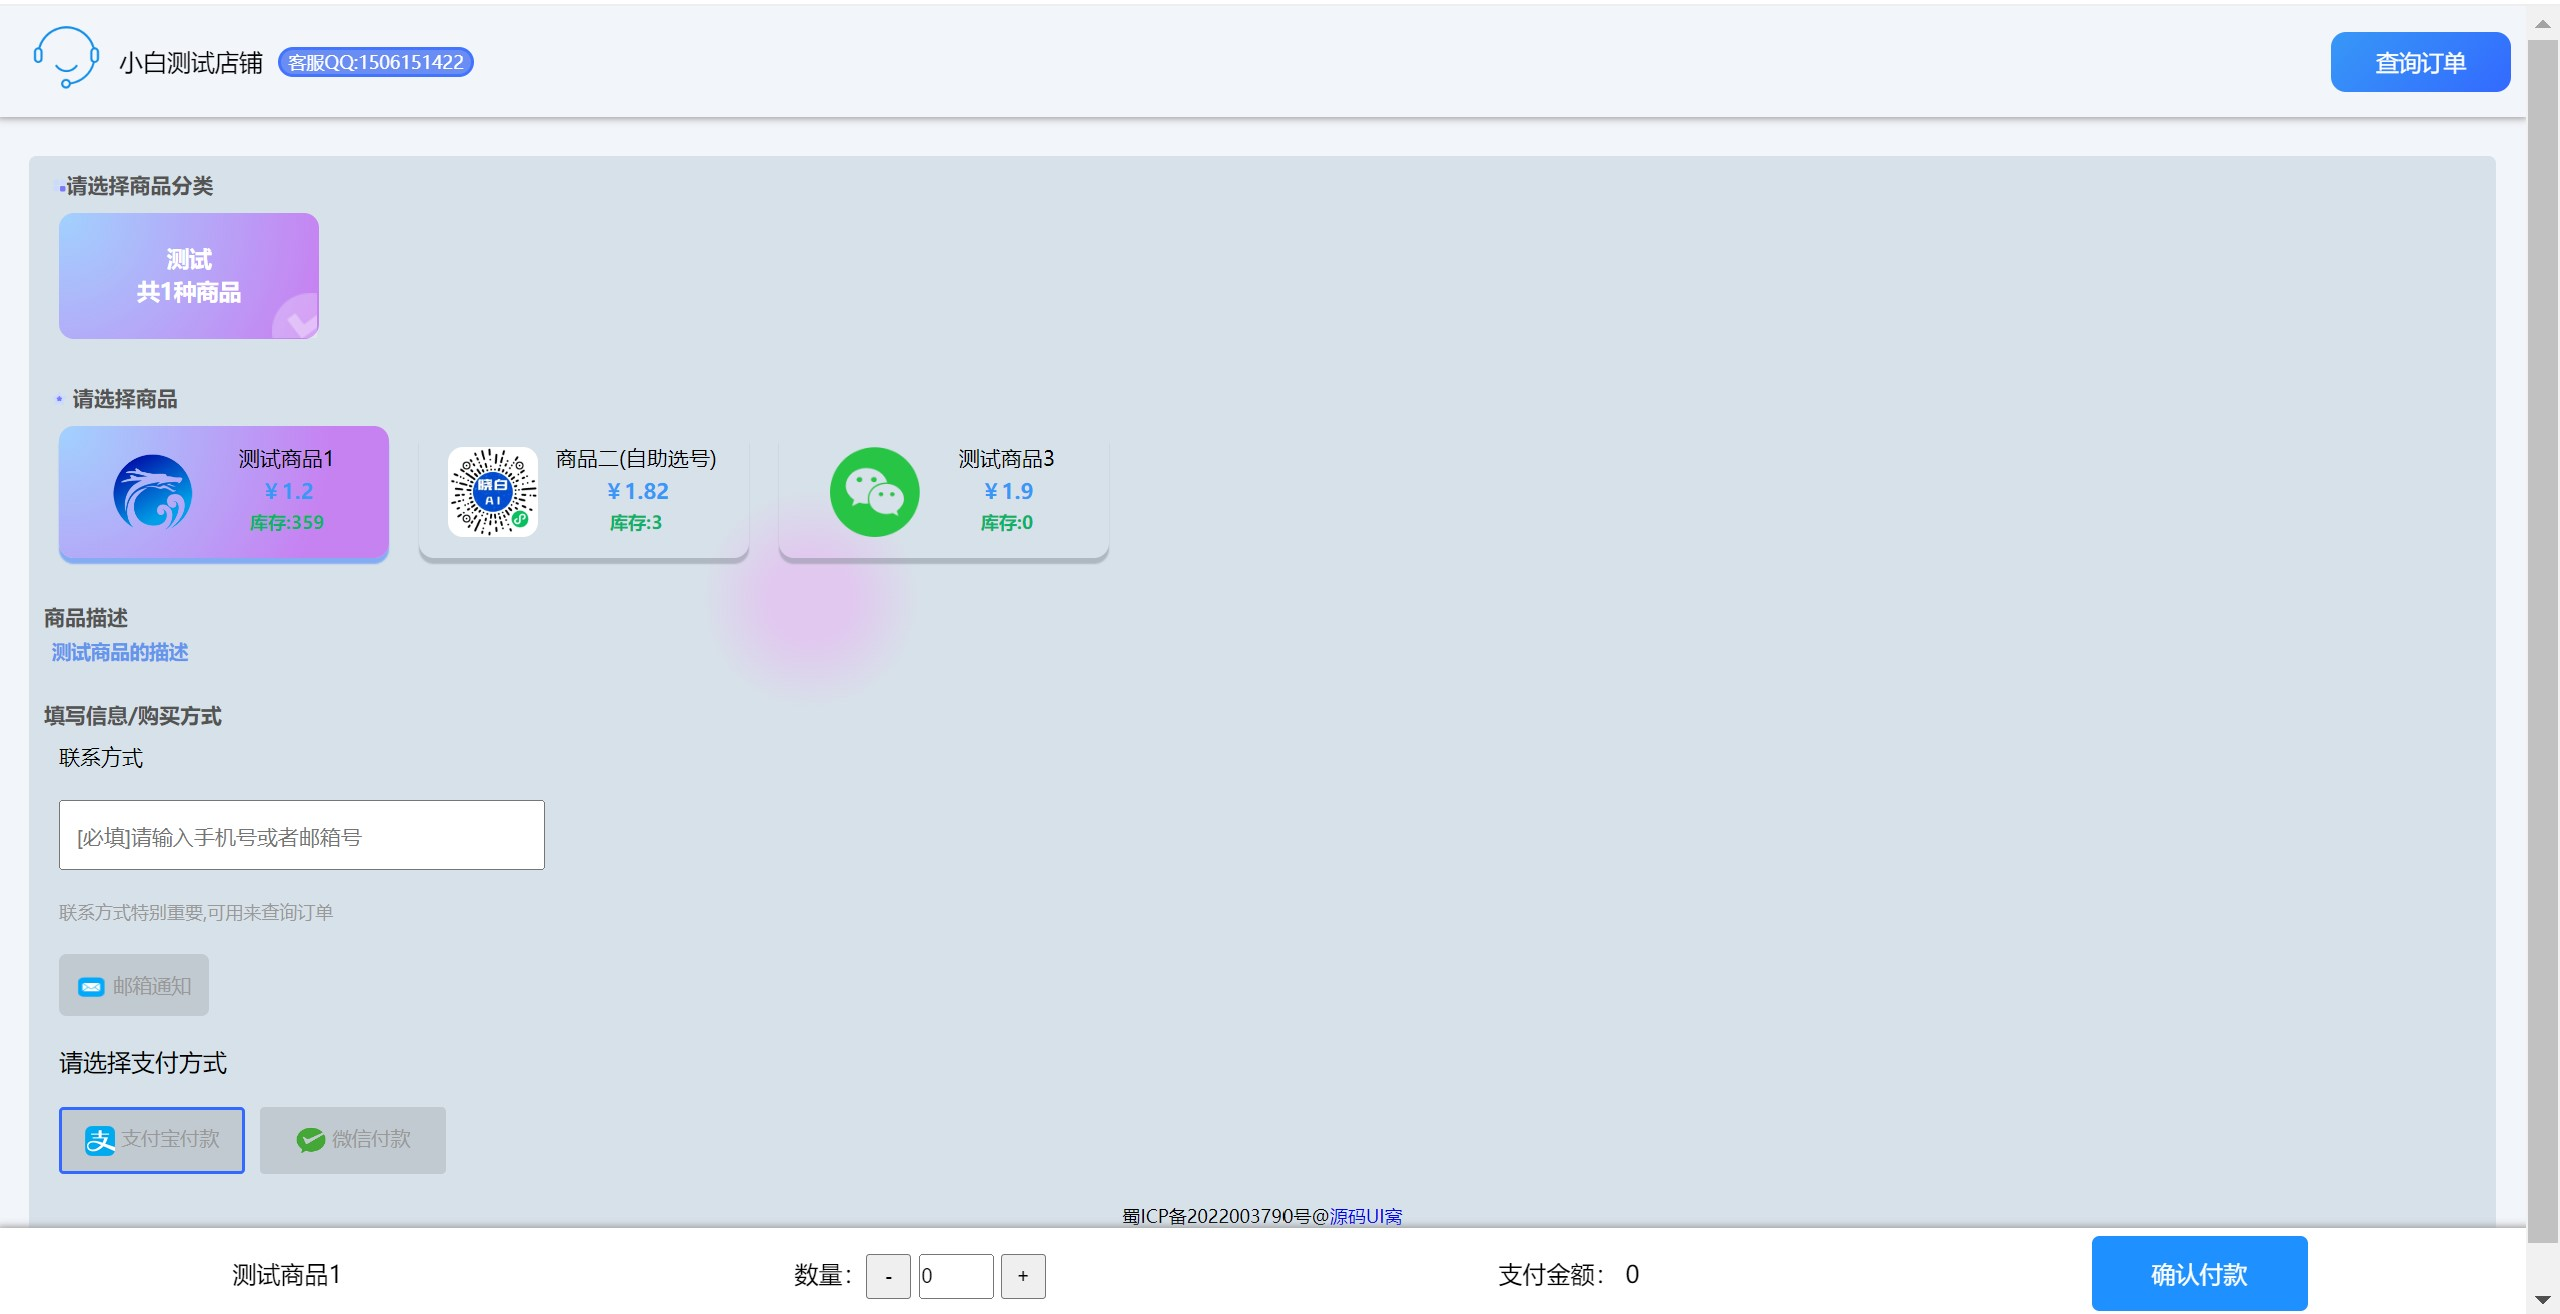 小白测试店铺 客服QQ:1506151422 查询订单
请选择商品分类
测试
共1种商品
请选择商品
测试商品1
￥1.2
库存:359
晓白
AI
商品二(自助选号)
￥1.82
库存:3
测试商品3
￥1.9
库存:0
商品描述
测试商品的描述
填写信息/购买方式
联系方式
[必填]请输入手机号或者邮箱号
联系方式特别重要,可用来查询订单
邮箱通知
请选择支付方式
支 支付宝付款 微信付款
蜀ICP备2022003790号@源码UI窝
测试商品1 数量： - 0 + 支付金额： 0 确认付款